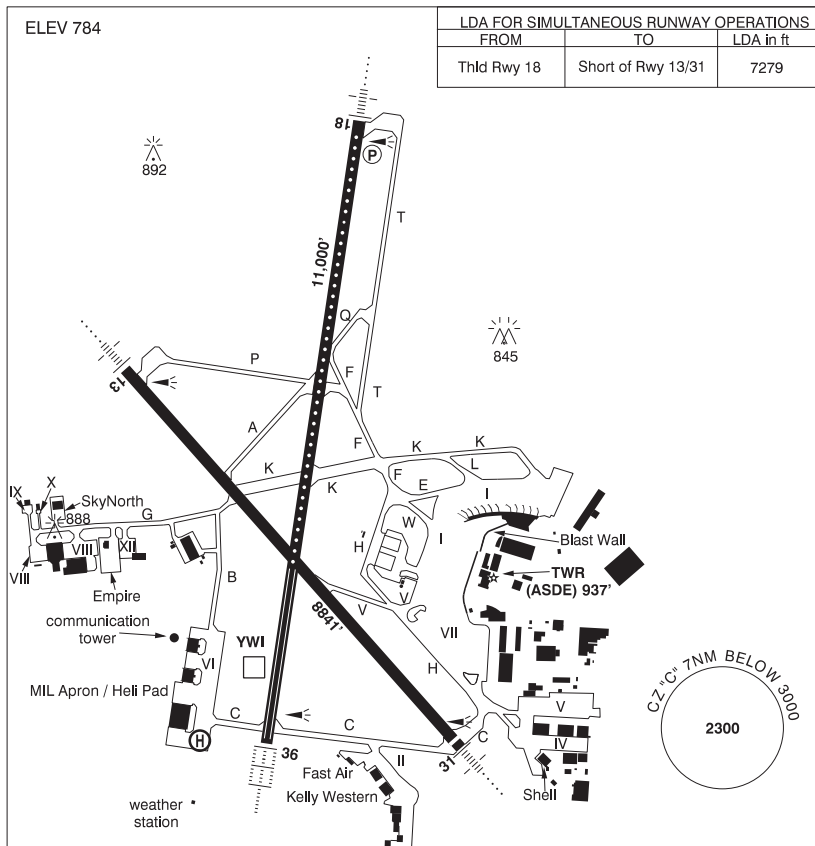 ELEV 784
LDA FOR SIMULTANEOUS RUNWAY OPERATIONS
FROM TO LDA in ft
Thld Rwy 18 Short of Rwy 13/31 7279
18
P
892
T
11,000'
Q
845
13
P
F
T
A
F
K
K
K
K
L
F
E
I
IX
X
SkyNorth
888
G
W
I
Blast Wall
H
VIII
VIII
XII
TWR
(ASDE) 937'
Empire
B
V
V
8841'
communication
tower
YWI
VII
VI
H
MIL Apron / Heli Pad
CZ "C" 7NM BELOW 3000
2300
V
C
C
C
IV
H
36
II
31
Fast Air
Kelly Western
Shell
weather
station